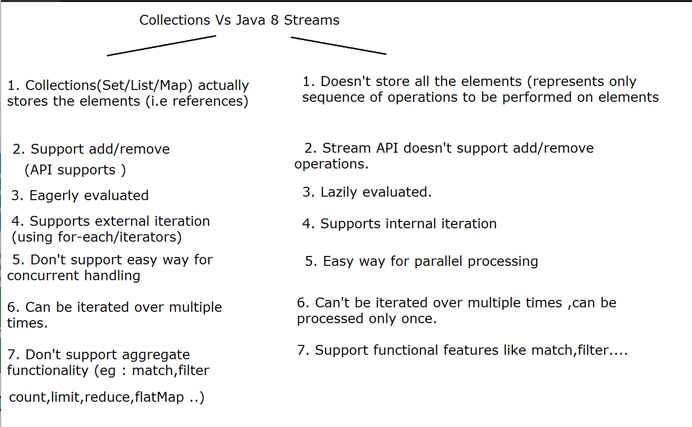 Collections Vs Java 8 Streams
1. Collections(Set/List/Map) actually
stores the elements (i.e references)
2. Support add/remove
(API supports )
3. Eagerly evaluated
4. Supports external iteration
(using for-each/iterators)
5. Don't support easy way for
concurrent handling
6. Can be iterated over multiple
times.
7. Don't support aggregate
functionality (eg : match,filter
count,limit,reduce,flatMap ..)
1. Doesn't store all the elements (represents only
sequence of operations to be performed on elements
2. Stream API doesn't support add/remove
operations.
3. Lazily evaluated.
4. Supports internal iteration
5. Easy way for parallel processing
6. Can't be iterated over multiple times ,can be
processed only once.
7. Support functional features like match,filter....